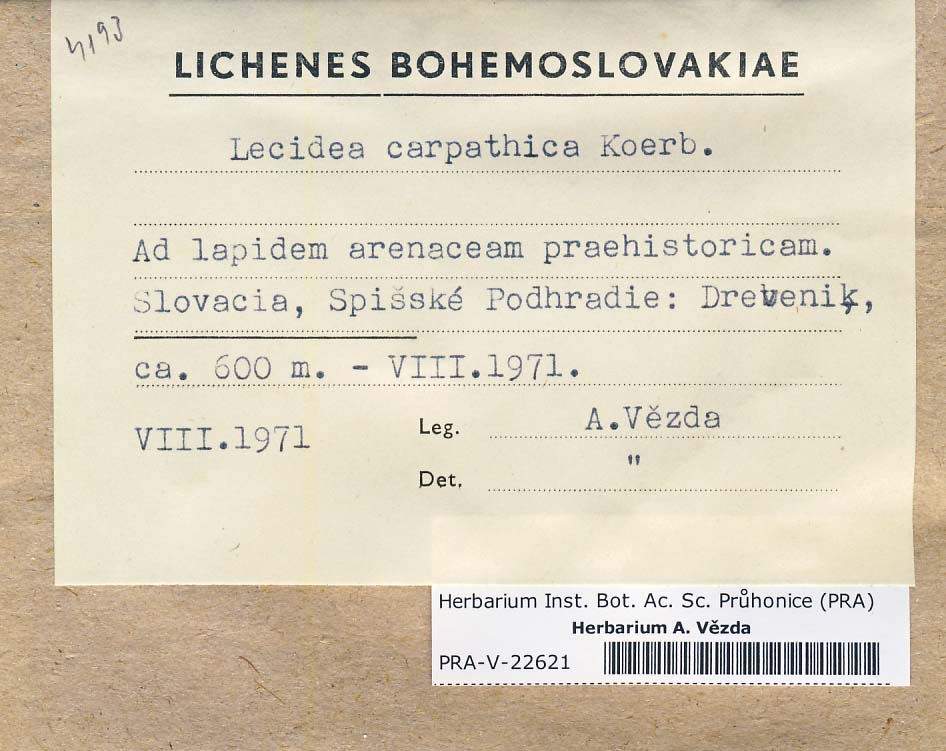 4193
LICHENES BOHEMOSLOVAKIAE
Lecidea carpathica Koerb.
Ad lapidem arenaceam praehistoricam.
Slovacia, Spišské Podhradie: Drevenik,
ca. 600 m. - VIII.1971.
VIII.1971
Leg. A.Vězda
Det. "
Herbarium Inst. Bot. Ac. Sc. Průhonice (PRA)
Herbarium A. Vězda
PRA-V-22621